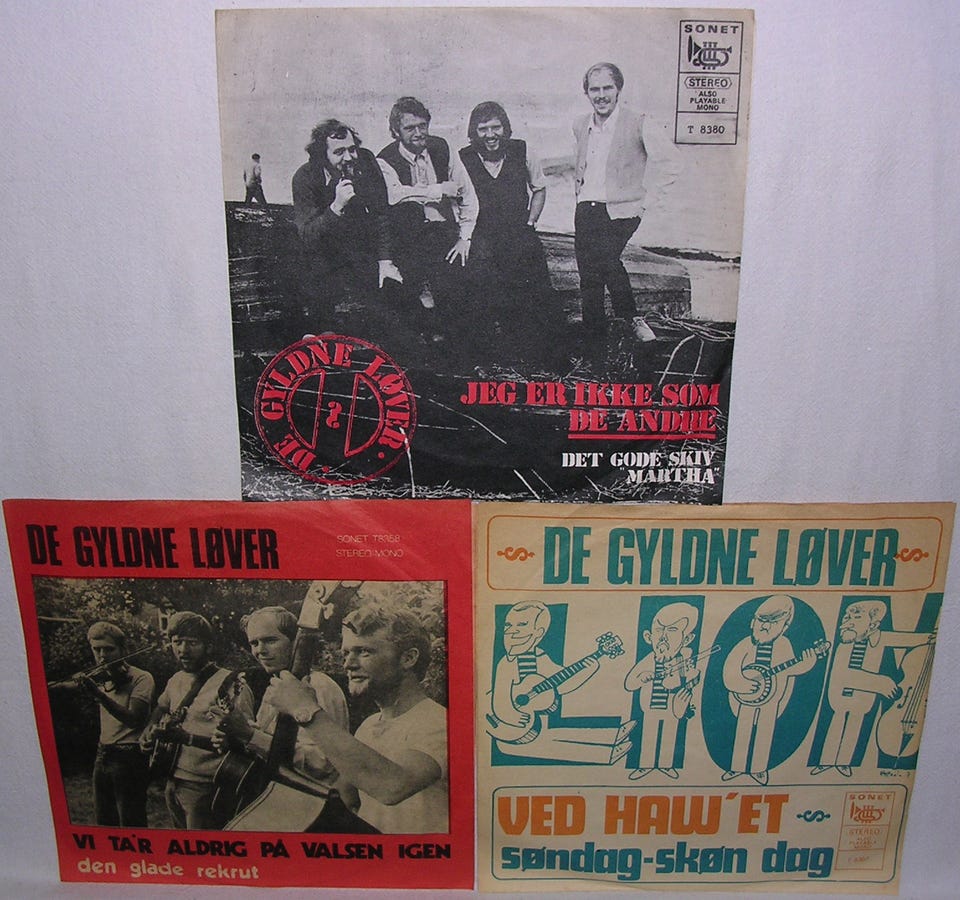 SONET
STEREO
ALSO
PLAYABLE
MONO
T 8380
DE GYLDNE LØVER
JEG ER IKKE SOM
DE ANDRE
DET GODE SKIV
"MARTHA"
DE GYLDNE LØVER
SONET T8358
STEREO-MONO
VI TA'R ALDRIG PÅ VALSEN IGEN
den glade rekrut
DE GYLDNE LØVER
LION
VED HAW'ET
søndag-skøn dag
SONET
STEREO
PLAYABLE
MONO